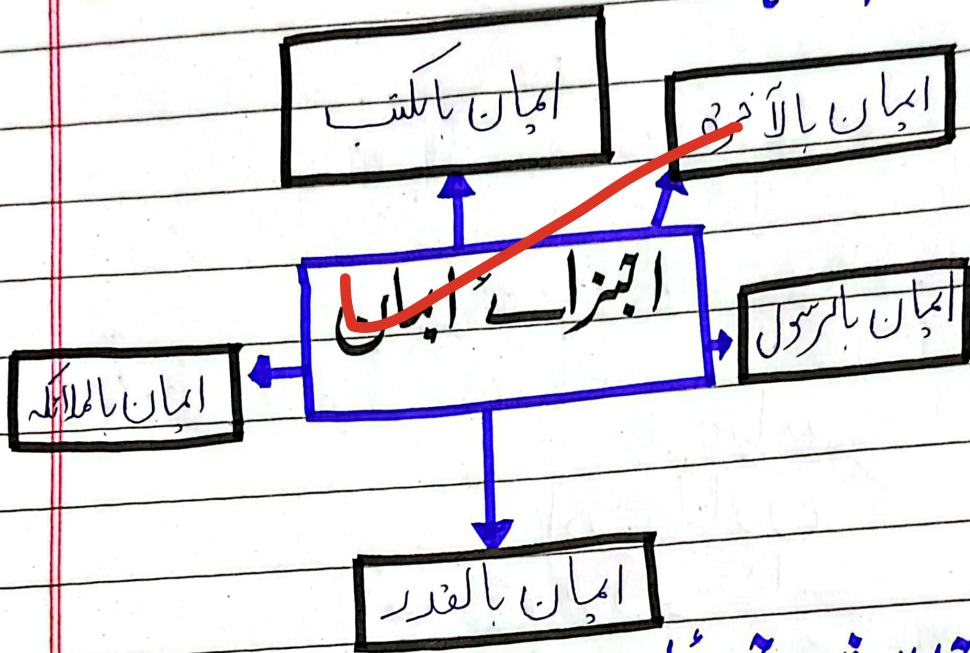 ایمان بالکتب
ایمان بالآخرۃ
اجزائے ایمان
ایمان بالرسول
ایمان بالملائکہ
ایمان بالقدر